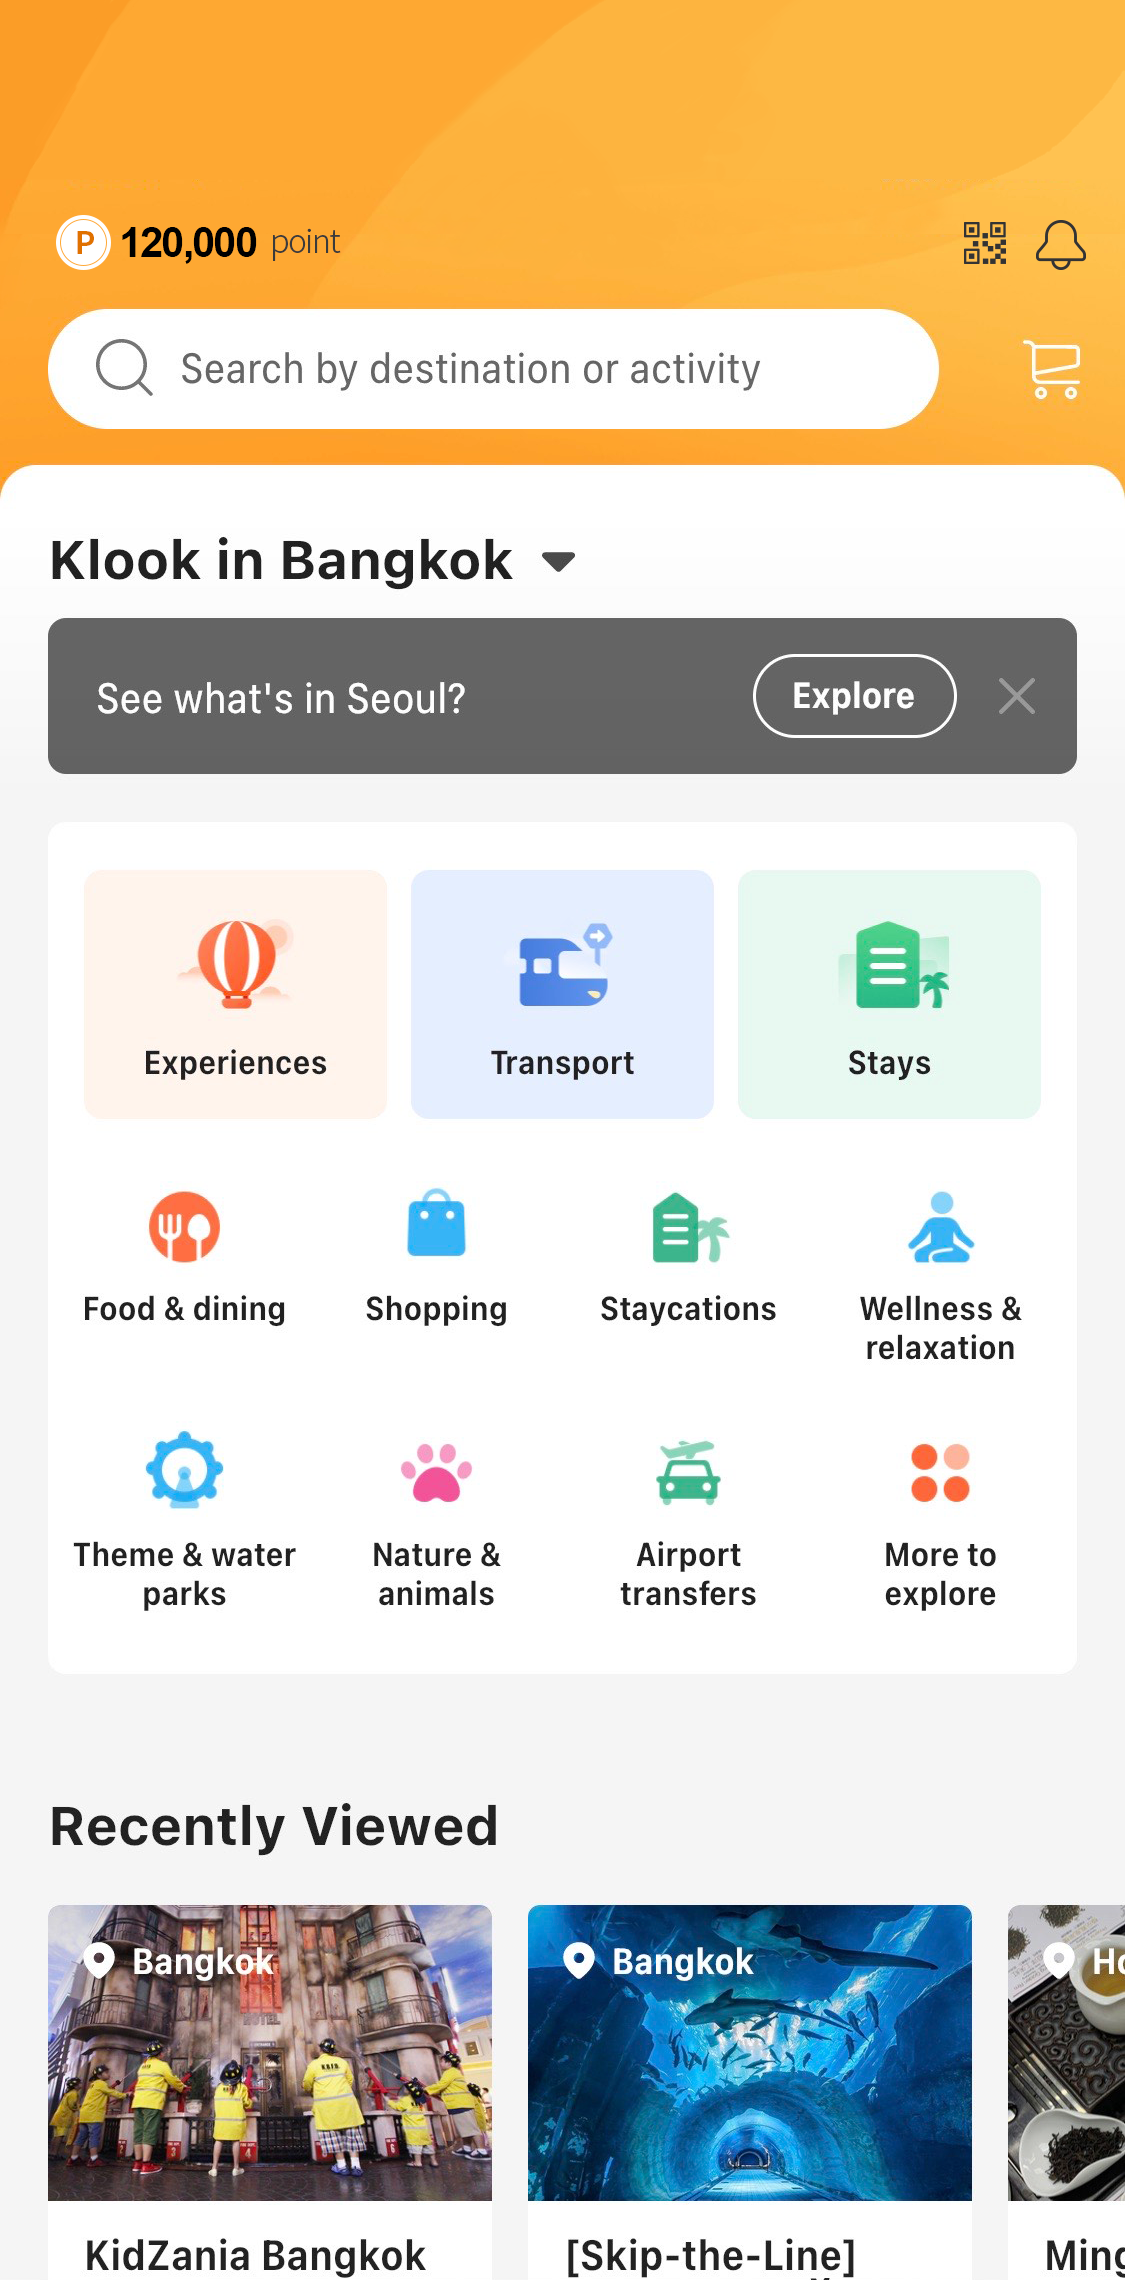 P 120,000 point
Search by destination or activity
Klook in Bangkok
See what's in Seoul?
Explore
Experiences
Transport
Stays
Food & dining
Shopping
Staycations
Wellness &
relaxation
Theme & water
parks
Nature &
animals
Airport
transfers
More to
explore
Recently Viewed
Bangkok
Bangkok
HOTEL
KidZania Bangkok
[Skip-the-Line]